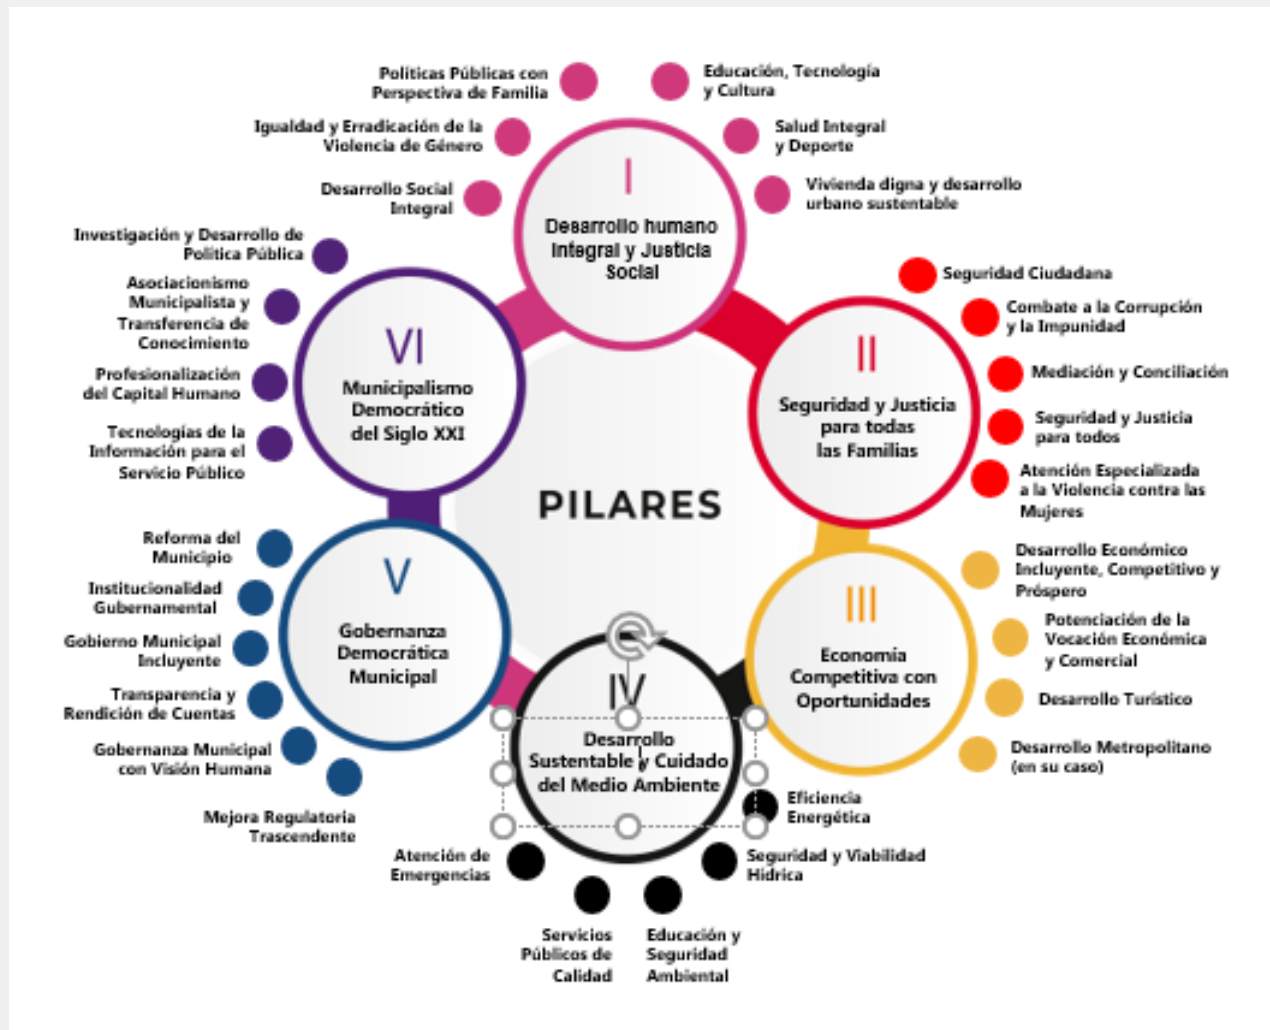 Políticas Públicas con
Perspectiva de Familia
Educación, Tecnología
y Cultura
Igualdad y Erradicación de la
Violencia de Género
Salud Integral
y Deporte
Desarrollo Social
Integral
Vivienda digna y desarrollo
urbano sustentable
I
Desarrollo humano
Integral y Justicia
Social
Investigación y Desarrollo de
Política Pública
Asociacionismo
Municipalista y
Transferencia de
Conocimiento
Profesionalización
del Capital Humano
Tecnologías de la
Información para el
Servicio Público
VI
Municipalismo
Democrático
del Siglo XXI
II
Seguridad y Justicia
para todas
las Familias
Seguridad Ciudadana
Combate a la Corrupción
y la Impunidad
Mediación y Conciliación
Seguridad y Justicia
para todos
Atención Especializada
a la Violencia contra las
Mujeres
PILARES
Reforma del
Municipio
Institucionalidad
Gubernamental
Gobierno Municipal
Incluyente
Transparencia y
Rendición de Cuentas
Gobernanza Municipal
con Visión Humana
Mejora Regulatoria
Trascendente
V
Gobernanza
Democrática
Municipal
III
Economía
Competitiva con
Oportunidades
Desarrollo Económico
Incluyente, Competitivo y
Próspero
Potenciación de la
Vocación Económica
y Comercial
Desarrollo Turístico
Desarrollo Metropolitano
(en su caso)
IV
Desarrollo
Sustentable y Cuidado
del Medio Ambiente
Eficiencia
Energética
Atención de
Emergencias
Seguridad y Viabilidad
Hídrica
Servicios
Públicos de
Calidad
Educación y
Seguridad
Ambiental